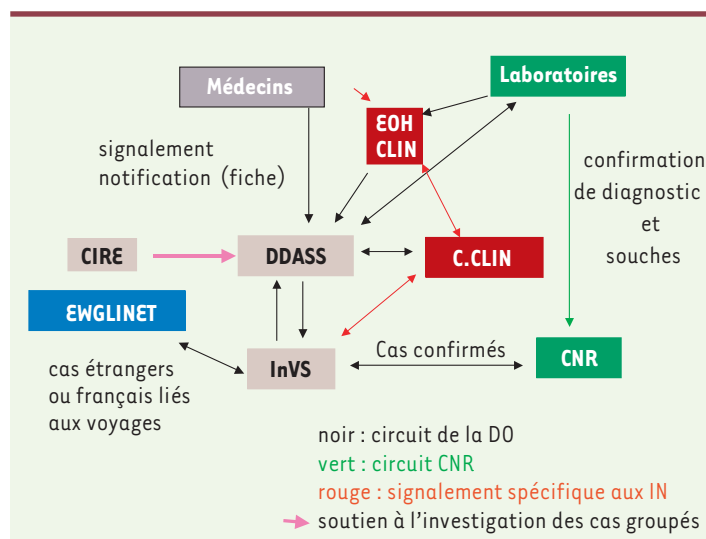 Médecins
Laboratoires
EOH
CLIN
signalement
notification (fiche)
confirmation
de diagnostic
et
souches
CIRE
DDASS
C.CLIN
EWGLINET
InVS
Cas confirmés
CNR
cas étrangers
ou français liés
aux voyages
noir : circuit de la DO
vert : circuit CNR
rouge : signalement spécifique aux IN
soutien à l'investigation des cas groupés